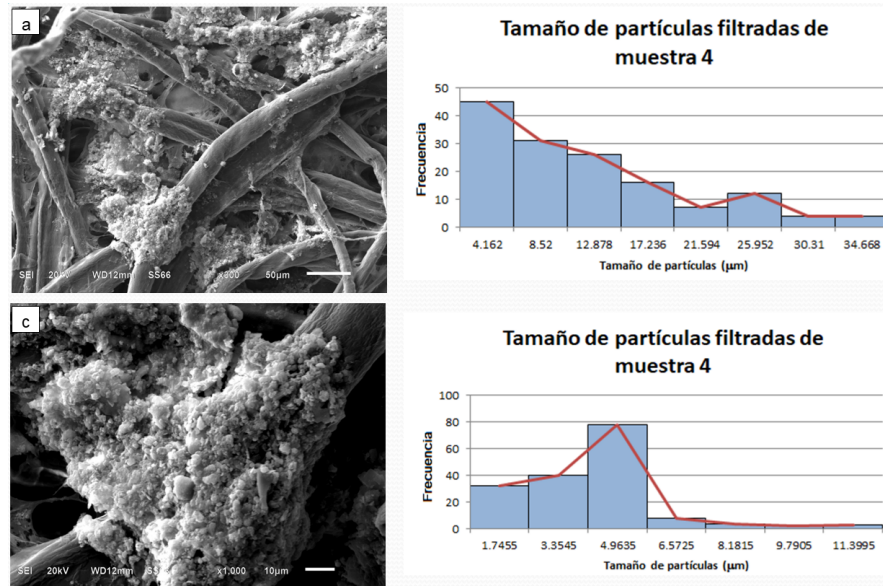 a
SEI 20kV WD12mm SS66 x300 50μm
Tamaño de partículas filtradas de
muestra 4
50
40
30
20
10
0
Frecuencia
4.162 8.52 12.878 17.236 21.594 25.952 30.31 34.668
Tamaño de partículas (μm)
c
SEI 20kV x1,000 10μm
Tamaño de partículas filtradas de
muestra 4
100
80
60
40
20
0
Frecuencia
1.7455 3.3545 4.9635 6.5725 8.1815 9.7905 11.3995
Tamaño de partículas (μm)